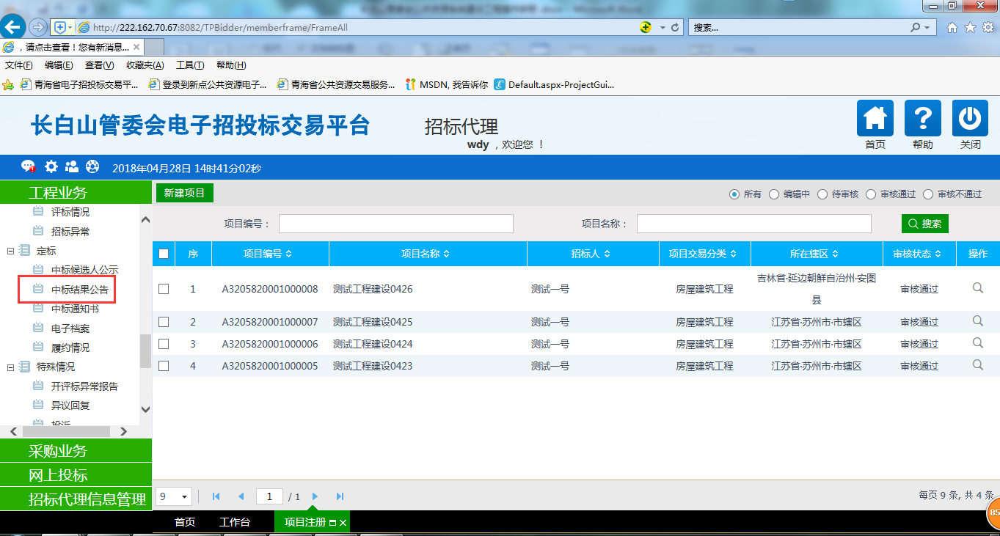 http://222.162.70.67:8082/TPBidder/memberframe/FrameAll
搜索...
，请点击查看！您有新消息...
文件(F) 编辑(E) 查看(V) 收藏夹(A) 工具(T) 帮助(H)
青海省电子招投标交易平... 登录到新点公共资源电子... 青海省公共资源交易服务... MSDN, 我告诉你 Default.aspx-ProjectGui...
长白山管委会电子招投标交易平台
招标代理
wdy ，欢迎您 ！
首页 帮助 关闭
2018年04月28日 14时41分02秒
工程业务
评标情况
招标异常
定标
中标候选人公示
中标结果公告
中标通知书
电子档案
履约情况
特殊情况
开评标异常报告
异议回复
投诉
采购业务
网上投标
招标代理信息管理
新建项目
所有 编辑中 待审核 审核通过 审核不通过
项目编号： 项目名称： 搜索
序 项目编号 项目名称 招标人 项目交易分类 所在辖区 审核状态 操作
1 A3205820001000008 测试工程建设0426 测试一号 房屋建筑工程 吉林省·延边朝鲜自治州·安图
县 审核通过
2 A3205820001000007 测试工程建设0425 测试一号 房屋建筑工程 江苏省·苏州市·市辖区 审核通过
3 A3205820001000006 测试工程建设0424 测试一号 房屋建筑工程 江苏省·苏州市·市辖区 审核通过
4 A3205820001000005 测试工程建设0423 测试一号 房屋建筑工程 江苏省·苏州市·市辖区 审核通过
9 1 / 1 每页 9 条, 共 4 条
85
首页 工作台 项目注册